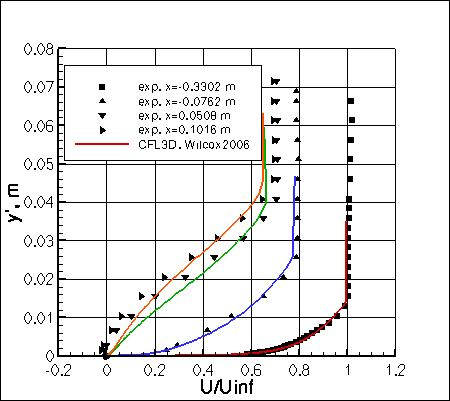 0.08
0.07
0.06
0.05
0.04
0.03
0.02
0.01
0
y', m
exp. x=-0.3302 m
exp. x=-0.0762 m
exp. x=0.0508 m
exp. x=0.1016 m
CFL3D, Wilcox2006
-0.2 0 0.2 0.4 0.6 0.8 1 1.2
U/Uinf